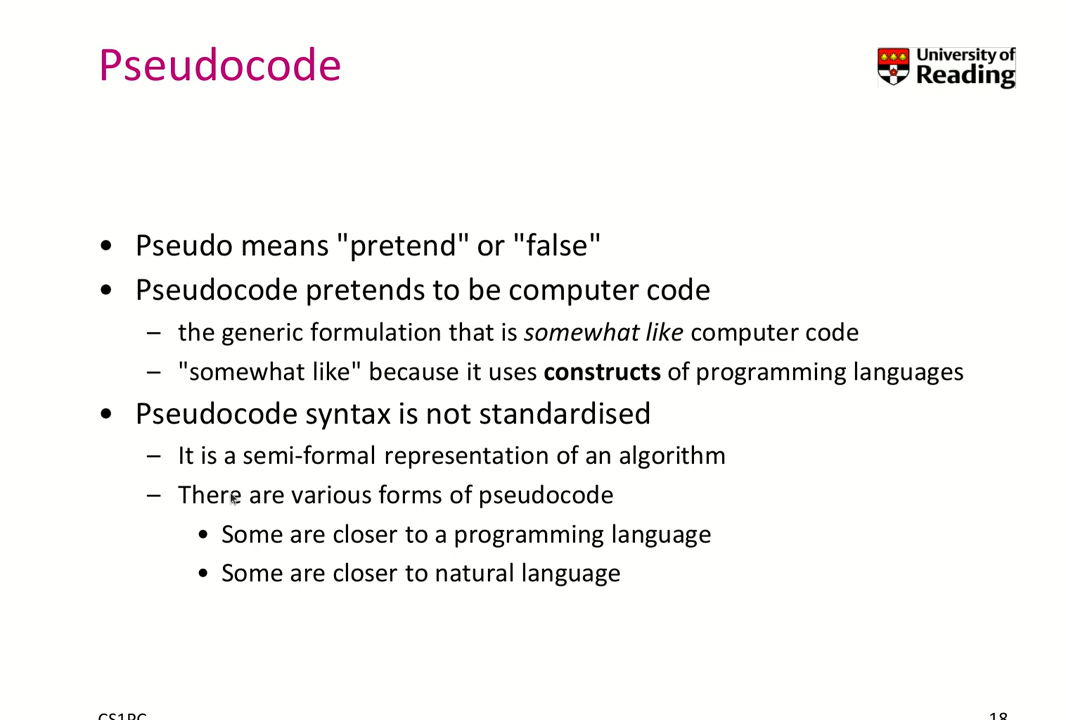 Pseudocode
University of
Reading
• Pseudo means "pretend" or "false"
• Pseudocode pretends to be computer code
– the generic formulation that is somewhat like computer code
– "somewhat like" because it uses constructs of programming languages
• Pseudocode syntax is not standardised
– It is a semi-formal representation of an algorithm
– There are various forms of pseudocode
• Some are closer to a programming language
• Some are closer to natural language
18